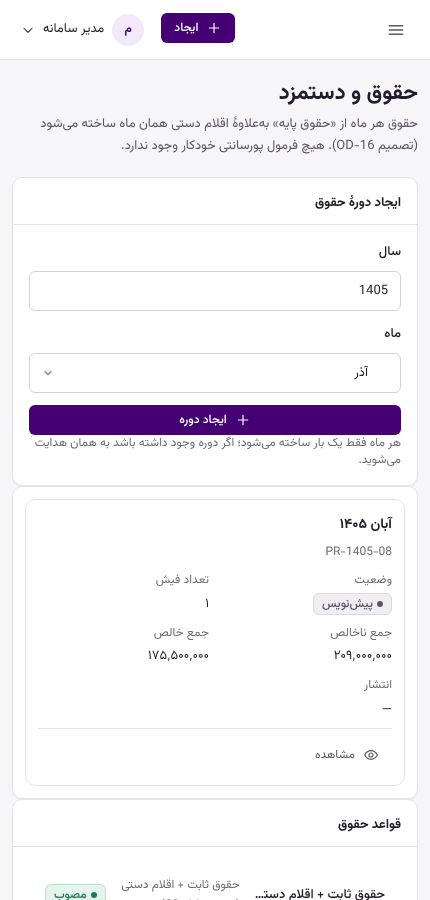 ایجاد
م
مدیر سامانه
حقوق و دستمزد
حقوق هر ماه از «حقوق پایه» به‌علاوهٔ اقلام دستی همان ماه ساخته می‌شود
(تصمیم OD-16). هیچ فرمول پورسانتی خودکار وجود ندارد.
ایجاد دورهٔ حقوق
سال
1405
ماه
آذر
ایجاد دوره
هر ماه فقط یک بار ساخته می‌شود؛ اگر دوره وجود داشته باشد به همان هدایت
می‌شوید.
آبان ۱۴۰۵
PR-1405-08
وضعیت
تعداد فیش
پیش‌نویس
۱
جمع ناخالص
جمع خالص
۲۰۹,۰۰۰,۰۰۰
۱۷۵,۵۰۰,۰۰۰
انتشار
—
مشاهده
قواعد حقوق
حقوق ثابت + اقلام دستی
حقوق ثابت + اقلام دست...
مصوب